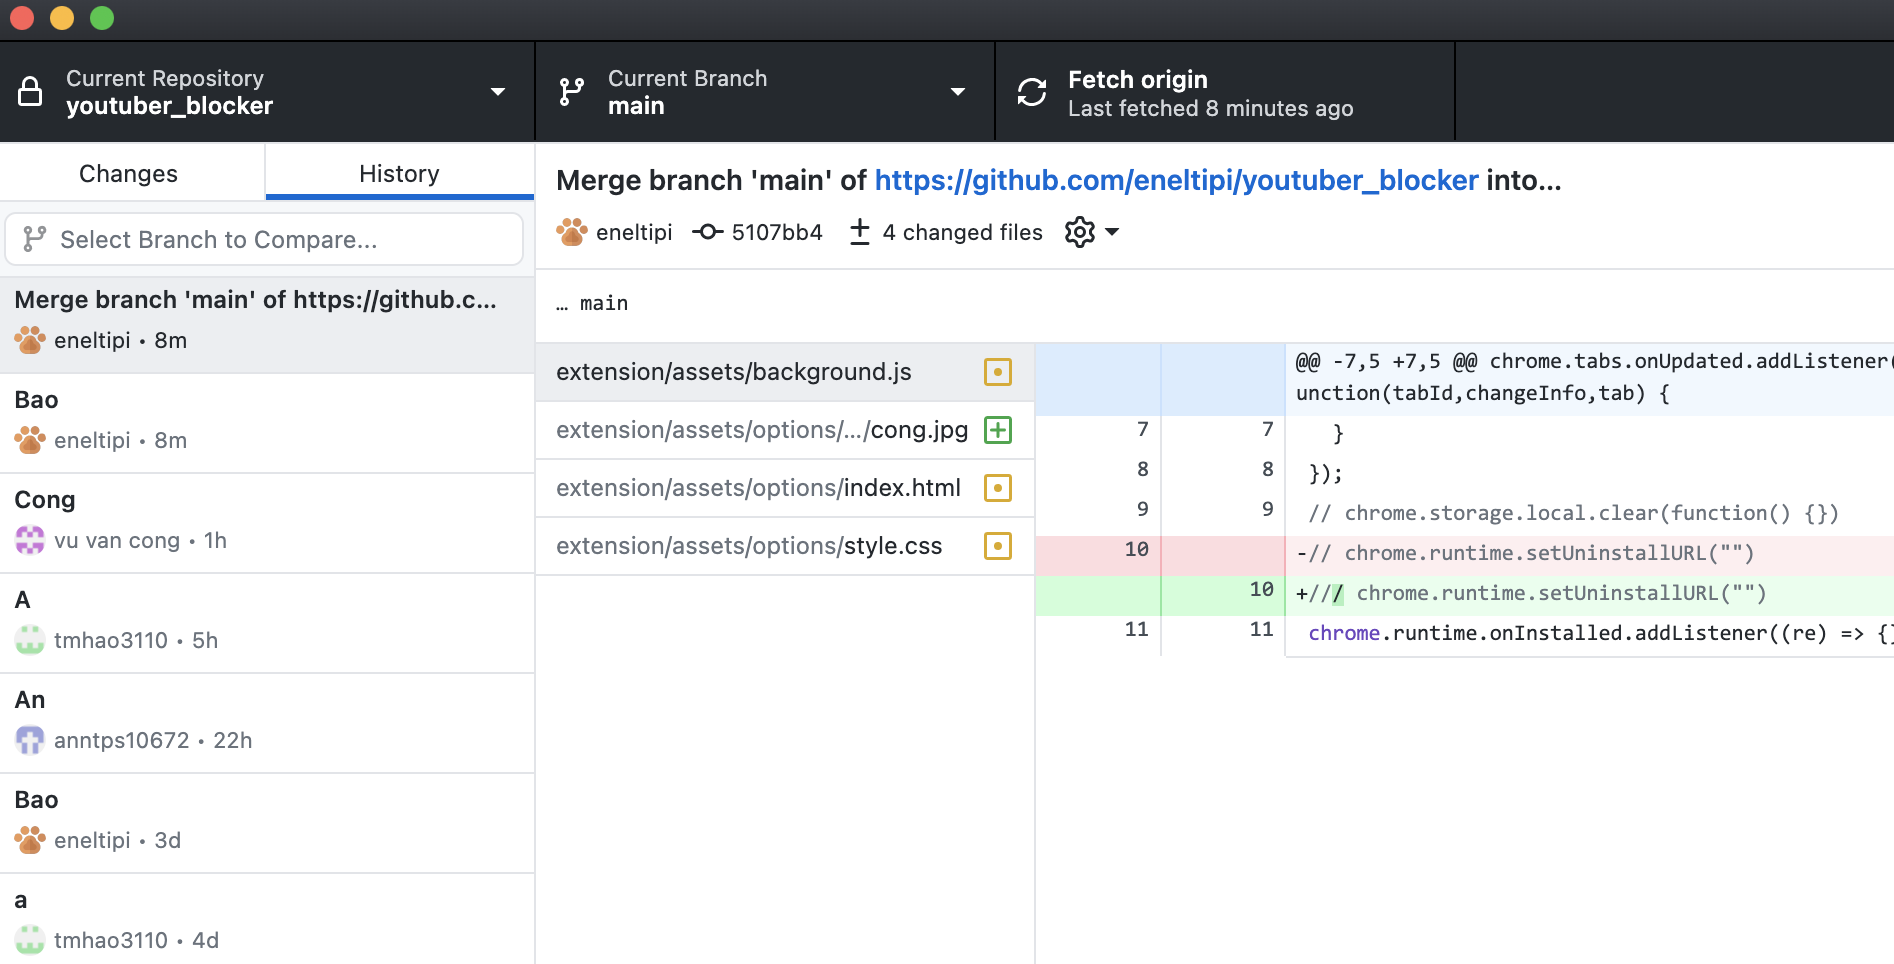 Current Repository
youtuber_blocker
Current Branch
main
Fetch origin
Last fetched 8 minutes ago
Changes
History
Select Branch to Compare...
Merge branch 'main' of https://github.c...
eneltipi • 8m
Bao
eneltipi • 8m
Cong
vu van cong • 1h
A
tmhao3110 • 5h
An
anntps10672 • 22h
Bao
eneltipi • 3d
a
tmhao3110 • 4d
Merge branch 'main' of https://github.com/eneltipi/youtuber_blocker into...
eneltipi 5107bb4 ± 4 changed files
… main
extension/assets/background.js
extension/assets/options/.../cong.jpg
extension/assets/options/index.html
extension/assets/options/style.css
@@ -7,5 +7,5 @@ chrome.tabs.onUpdated.addListener(
unction(tabId,changeInfo,tab) {
7 7 }
8 8 });
9 9 // chrome.storage.local.clear(function() {})
10 -// chrome.runtime.setUninstallURL("")
10 +/// chrome.runtime.setUninstallURL("")
11 11 chrome.runtime.onInstalled.addListener((re) => {}